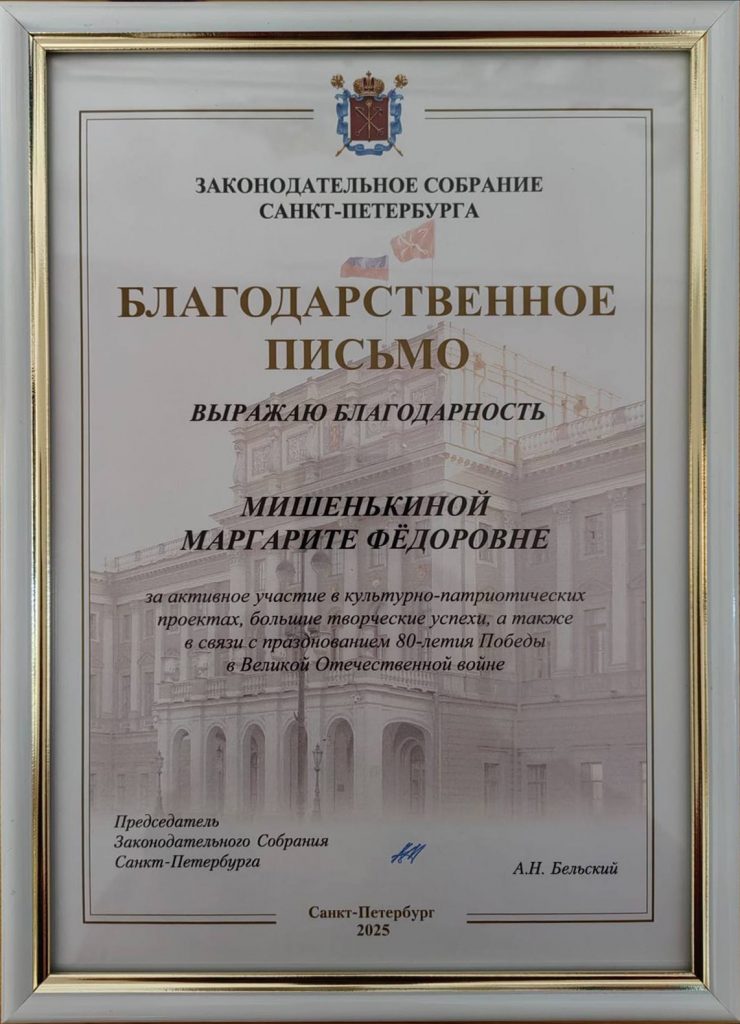 ЗАКОНОДАТЕЛЬНОЕ СОБРАНИЕ
САНКТ-ПЕТЕРБУРГА
БЛАГОДАРСТВЕННОЕ
ПИСЬМО
ВЫРАЖАЮ БЛАГОДАРНОСТЬ
МИШЕНЬКИНОЙ
МАРГАРИТЕ ФЁДОРОВНЕ
за активное участие в культурно-патриотических
проектах, большие творческие успехи, а также
в связи с празднованием 80-летия Победы
в Великой Отечественной войне
Председатель
Законодательного Собрания
Санкт-Петербурга
А.Н. Бельский
Санкт-Петербург
2025